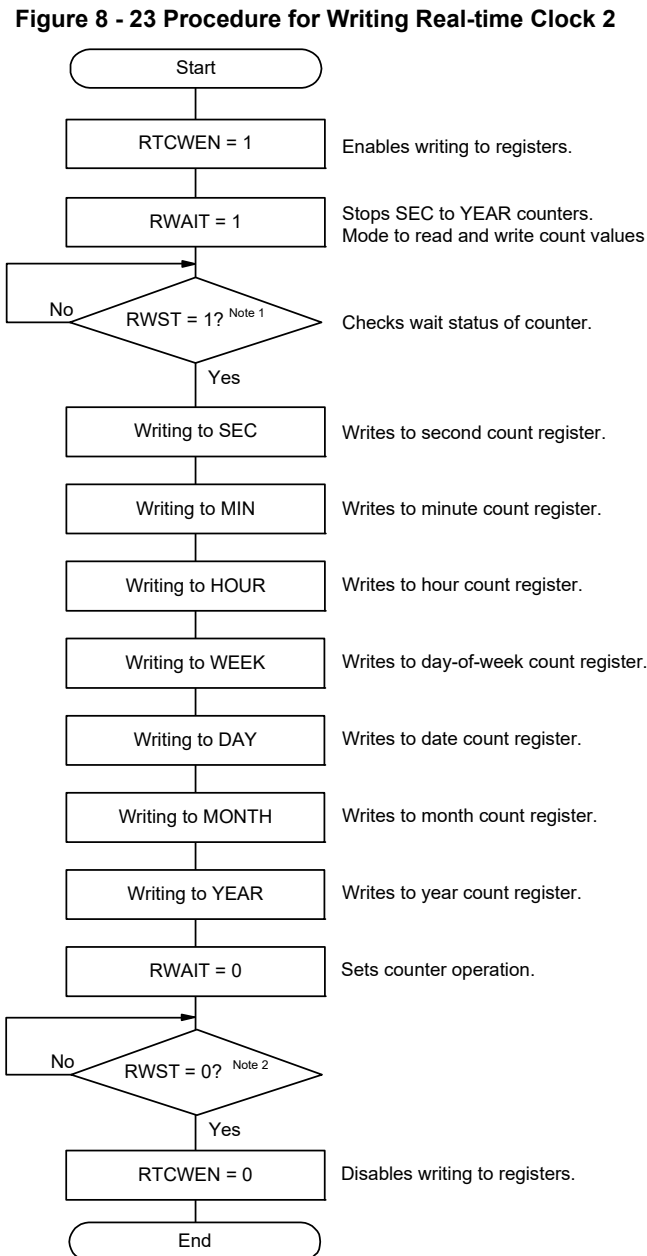 Figure 8 - 23 Procedure for Writing Real-time Clock 2
Start
RTCWEN = 1
Enables writing to registers.
RWAIT = 1
Stops SEC to YEAR counters.
Mode to read and write count values
No
RWST = 1? Note 1
Checks wait status of counter.
Yes
Writing to SEC
Writes to second count register.
Writing to MIN
Writes to minute count register.
Writing to HOUR
Writes to hour count register.
Writing to WEEK
Writes to day-of-week count register.
Writing to DAY
Writes to date count register.
Writing to MONTH
Writes to month count register.
Writing to YEAR
Writes to year count register.
RWAIT = 0
Sets counter operation.
No
RWST = 0? Note 2
Yes
RTCWEN = 0
Disables writing to registers.
End